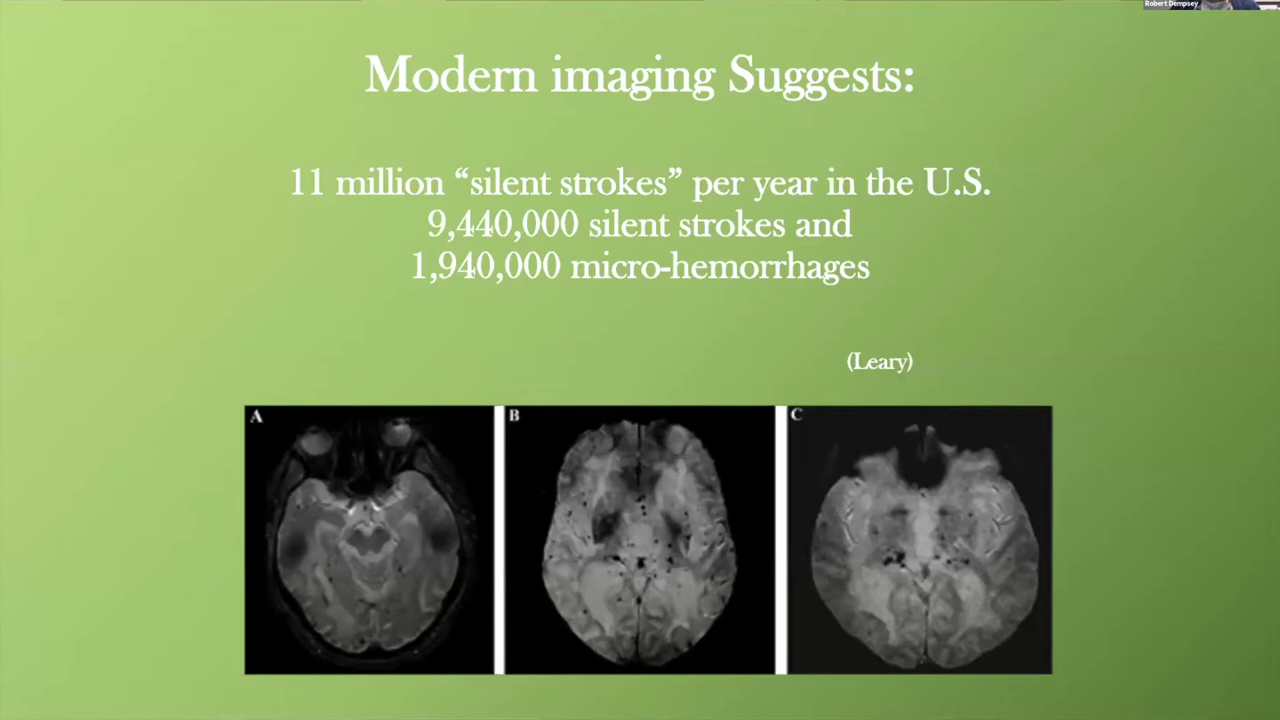 Robert Dempsey
Modern imaging Suggests:
11 million “silent strokes” per year in the U.S.
9,440,000 silent strokes and
1,940,000 micro-hemorrhages
(Leary)
A
B
C